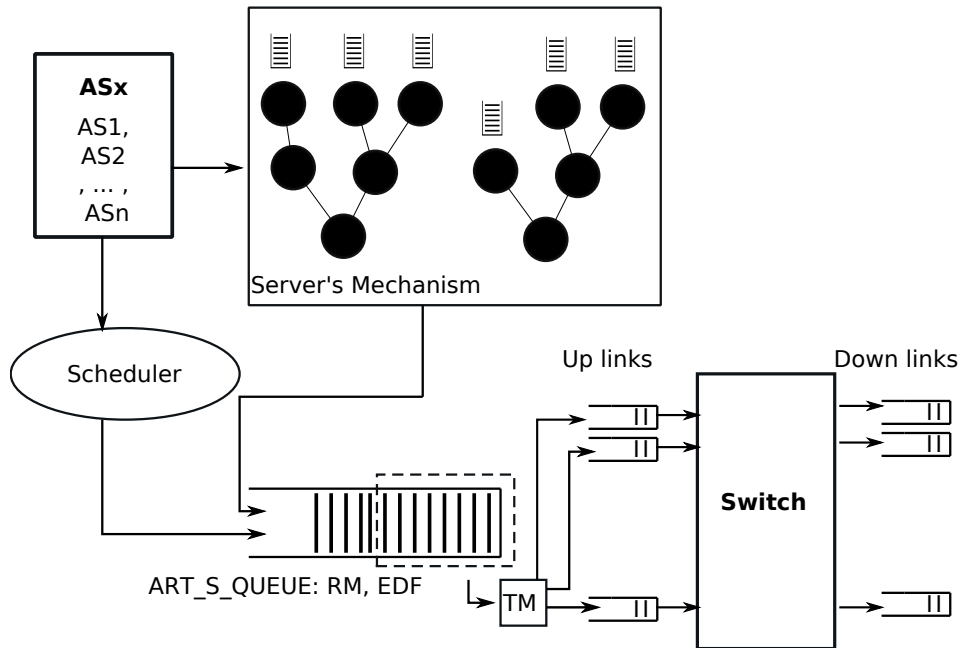 ASx
AS1,
AS2
, ... ,
ASn
Server's Mechanism
Scheduler
Up links
Down links
Switch
ART_S_QUEUE: RM, EDF
TM